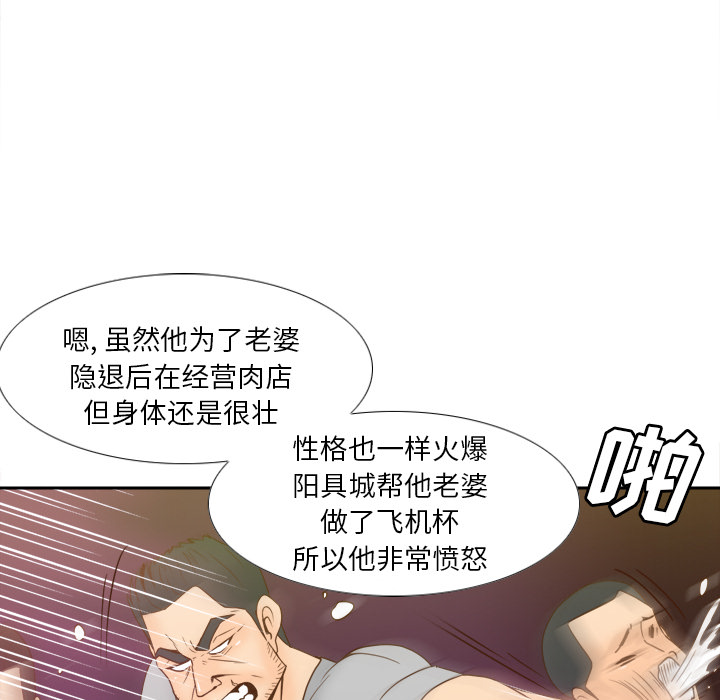 嗯, 虽然他为了老婆
隐退后在经营肉店
但身体还是很壮
性格也一样火爆
阳具城帮他老婆
做了飞机杯
所以他非常愤怒
啪